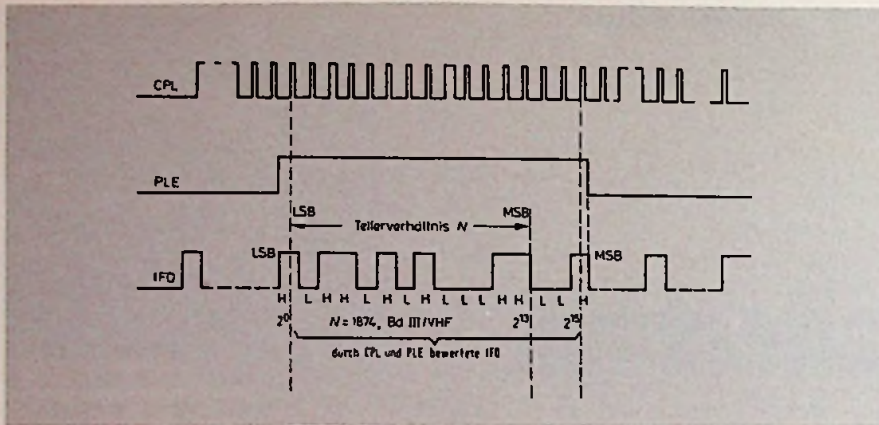 CPL
PLE
LSB MSB
Teilerverhältnis N
LSB MSB
IFO
H L H H L H L H L L L H H L L H
2⁰ N = 1874, Bd III/VHF 2¹³ 2¹⁵
durch CPL und PLE bewertete IFO